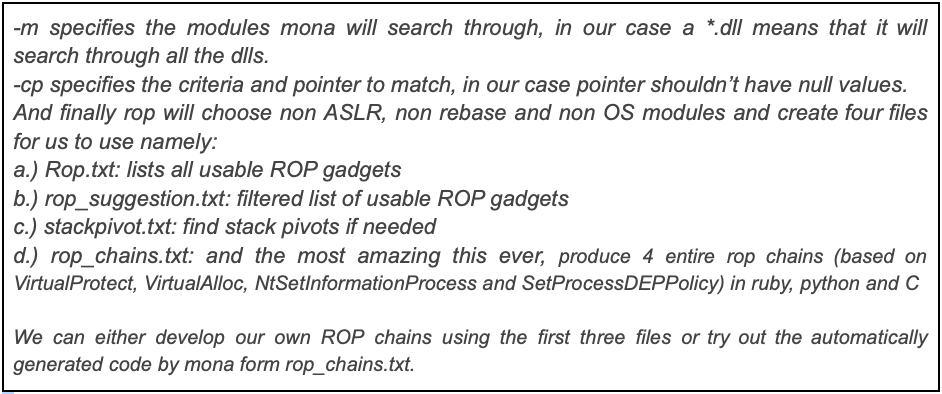 -m specifies the modules mona will search through, in our case a *.dll means that it will
search through all the dlls.
-cp specifies the criteria and pointer to match, in our case pointer shouldn’t have null values.
And finally rop will choose non ASLR, non rebase and non OS modules and create four files
for us to use namely:
a.) Rop.txt: lists all usable ROP gadgets
b.) rop_suggestion.txt: filtered list of usable ROP gadgets
c.) stackpivot.txt: find stack pivots if needed
d.) rop_chains.txt: and the most amazing this ever, produce 4 entire rop chains (based on
VirtualProtect, VirtualAlloc, NtSetInformationProcess and SetProcessDEPPolicy) in ruby, python and C
We can either develop our own ROP chains using the first three files or try out the automatically
generated code by mona form rop_chains.txt.